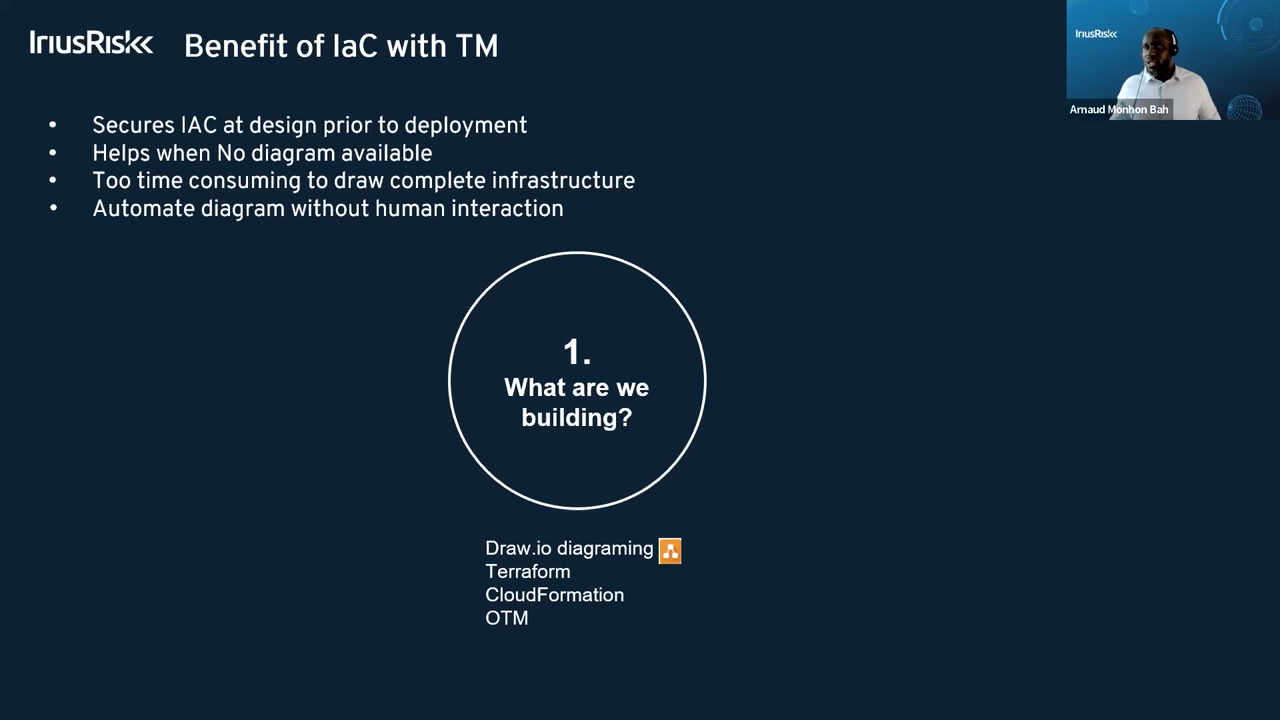 IriusRisk
Benefit of IaC with TM
IriusRisk
Arnaud Monhon Bah
• Secures IAC at design prior to deployment
• Helps when No diagram available
• Too time consuming to draw complete infrastructure
• Automate diagram without human interaction
1.
What are we
building?
Draw.io diagraming
Terraform
CloudFormation
OTM